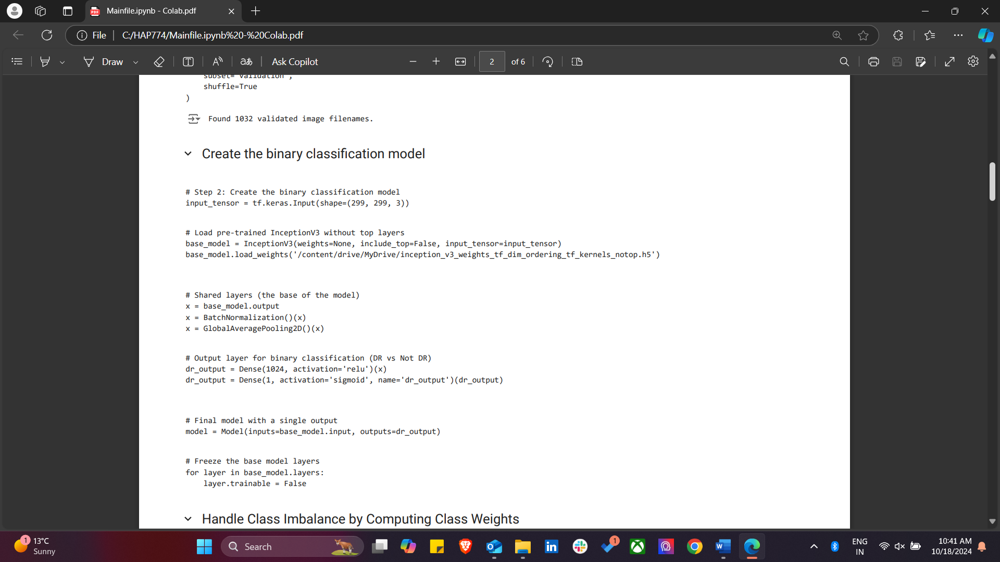 Mainfile.ipynb - Colab.pdf
File
C:/HAP774/Mainfile.ipynb%20-%20Colab.pdf
Draw
aあ
Ask Copilot
2 of 6
subset='validation',
shuffle=True
)
Found 1032 validated image filenames.
Create the binary classification model
# Step 2: Create the binary classification model
input_tensor = tf.keras.Input(shape=(299, 299, 3))
# Load pre-trained InceptionV3 without top layers
base_model = InceptionV3(weights=None, include_top=False, input_tensor=input_tensor)
base_model.load_weights('/content/drive/MyDrive/inception_v3_weights_tf_dim_ordering_tf_kernels_notop.h5')
# Shared layers (the base of the model)
x = base_model.output
x = BatchNormalization()(x)
x = GlobalAveragePooling2D()(x)
# Output layer for binary classification (DR vs Not DR)
dr_output = Dense(1024, activation='relu')(x)
dr_output = Dense(1, activation='sigmoid', name='dr_output')(dr_output)
# Final model with a single output
model = Model(inputs=base_model.input, outputs=dr_output)
# Freeze the base model layers
for layer in base_model.layers:
    layer.trainable = False
Handle Class Imbalance by Computing Class Weights
1
13°C
Sunny
Search
1
ENG
IN
10:41 AM
10/18/2024